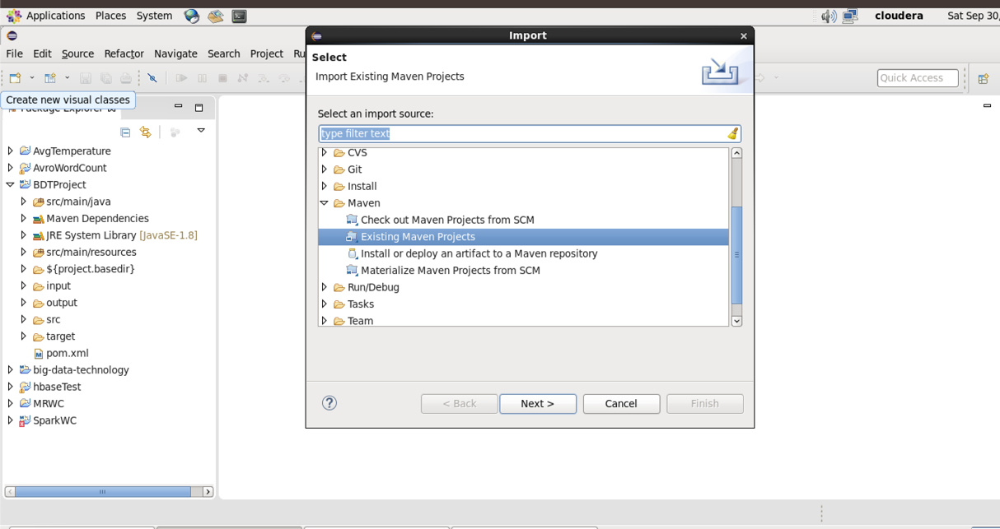 Applications Places System cloudera Sat Sep 30,
Import
File Edit Source Refactor Navigate Search Project Ru
Quick Access
Create new visual classes
Package Explorer
AvgTemperature
AvroWordCount
BDTProject
src/main/java
Maven Dependencies
JRE System Library [JavaSE-1.8]
src/main/resources
${project.basedir}
input
output
src
target
pom.xml
big-data-technology
hbaseTest
MRWC
SparkWC
Select
Import Existing Maven Projects
Select an import source:
type filter text
CVS
Git
Install
Maven
Check out Maven Projects from SCM
Existing Maven Projects
Install or deploy an artifact to a Maven repository
Materialize Maven Projects from SCM
Run/Debug
Tasks
Team
< Back Next > Cancel Finish